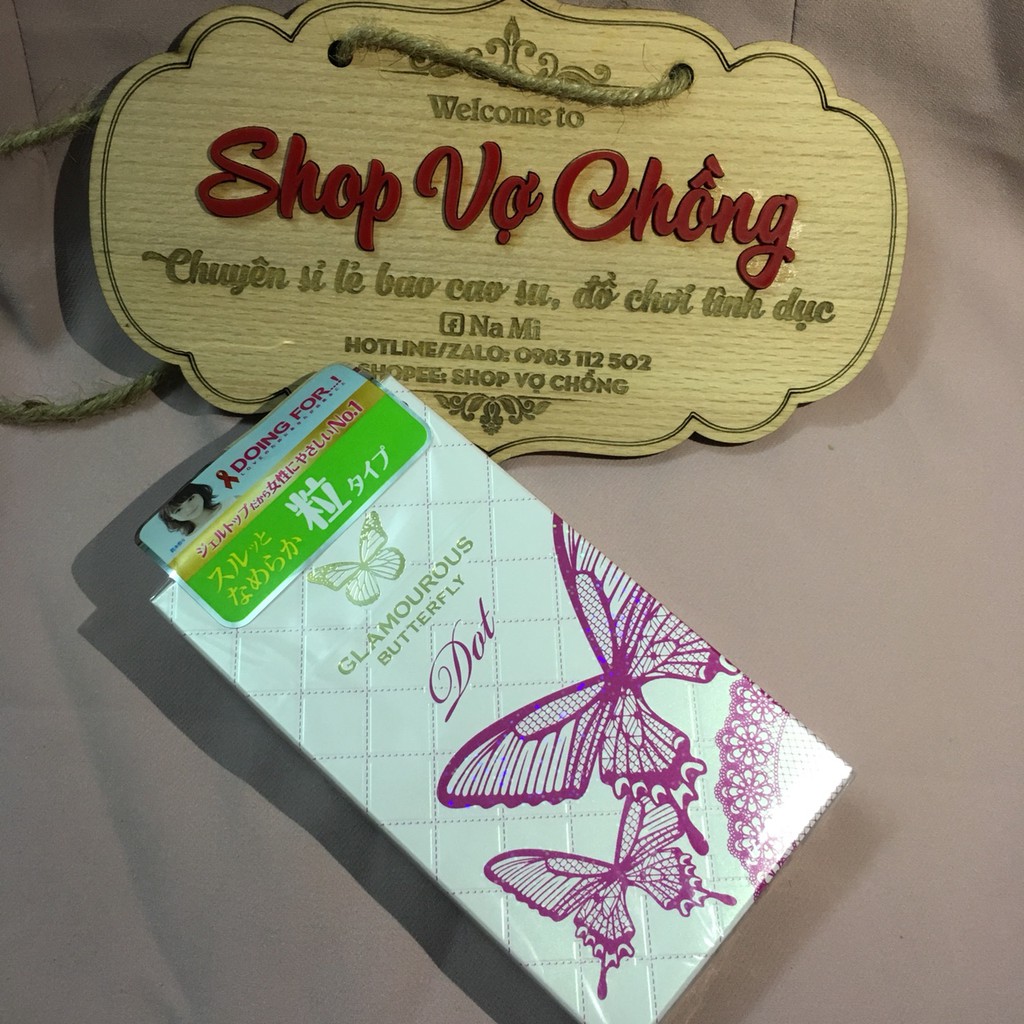 Welcome to
Shop Vợ Chồng
Chuyên sỉ lẻ bao cao su, đồ chơi tình dục
Na Mi
HOTLINE/ZALO: 0983 112 502
SHOPEE: SHOP VỢ CHỒNG
DOING FOR..!
ジェルトップだから女性にやさしいNo.1
粒タイプ
スルッと
なめらか
GLAMOUROUS
BUTTERFLY
Dot